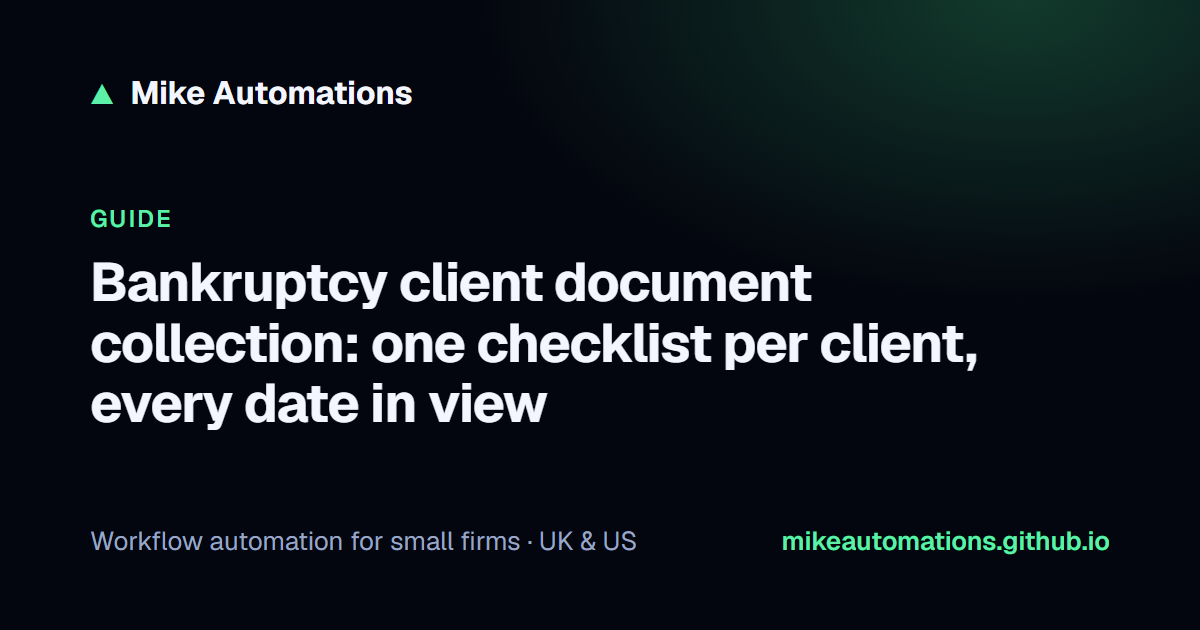 Mike Automations
GUIDE
Bankruptcy client document
collection: one checklist per client,
every date in view
Workflow automation for small firms · UK & US
mikeautomations.github.io